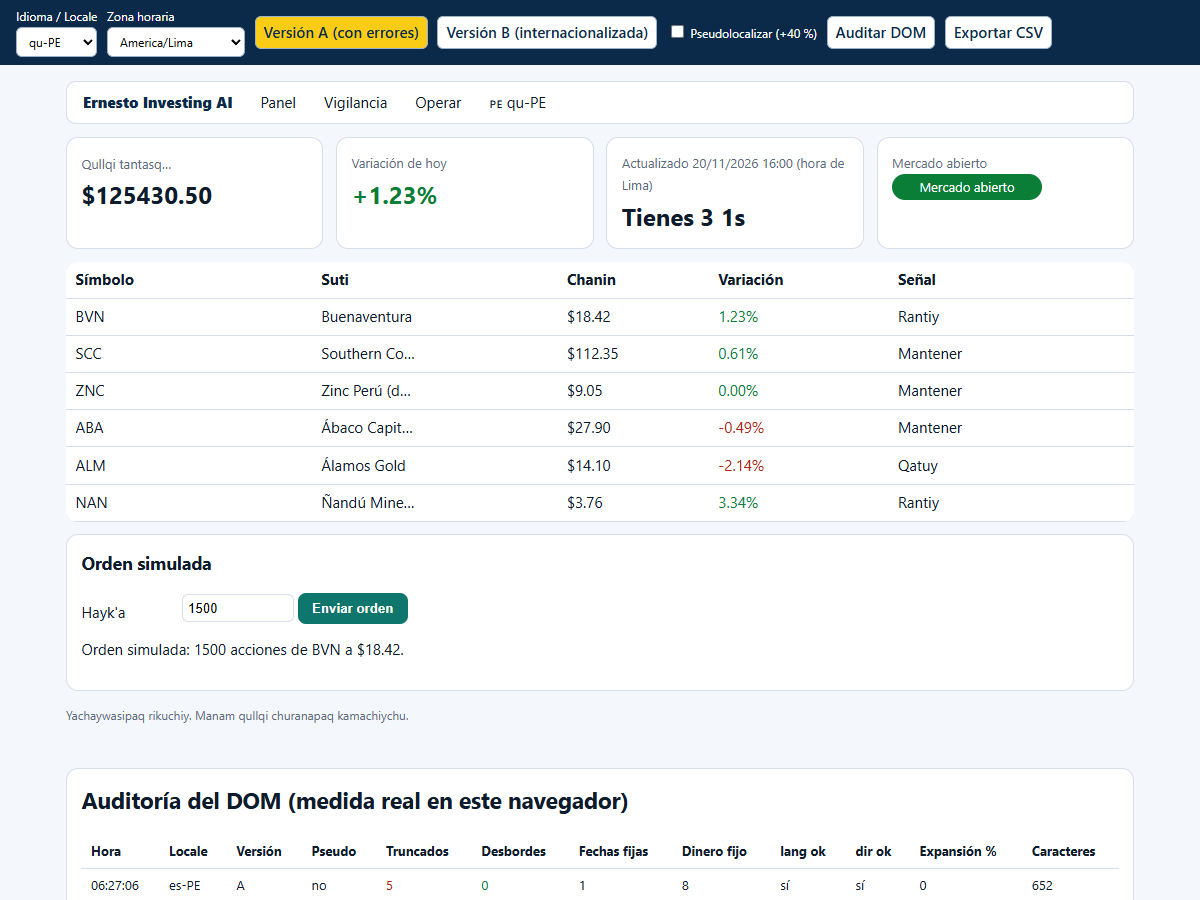 Idioma / Locale Zona horaria
qu-PE America/Lima Versión A (con errores) Versión B (internacionalizada) Pseudolocalizar (+40 %) Auditar DOM Exportar CSV
Ernesto Investing AI Panel Vigilancia Operar PE qu-PE
Qullqi tantasq...
$125430.50
Variación de hoy
+1.23%
Actualizado 20/11/2026 16:00 (hora de
Lima)
Tienes 3 1s
Mercado abierto
Mercado abierto
Símbolo Suti Chanin Variación Señal
BVN Buenaventura $18.42 1.23% Rantiy
SCC Southern Co... $112.35 0.61% Mantener
ZNC Zinc Perú (d... $9.05 0.00% Mantener
ABA Ábaco Capit... $27.90 -0.49% Mantener
ALM Álamos Gold $14.10 -2.14% Qatuy
NAN Ñandú Mine... $3.76 3.34% Rantiy
Orden simulada
Hayk'a 1500 Enviar orden
Orden simulada: 1500 acciones de BVN a $18.42.
Yachaywasipaq rikuchiy. Manam qullqi churanapaq kamachiychu.
Auditoría del DOM (medida real en este navegador)
Hora Locale Versión Pseudo Truncados Desbordes Fechas fijas Dinero fijo lang ok dir ok Expansión % Caracteres
06:27:06 es-PE A no 5 0 1 8 sí sí 0 652